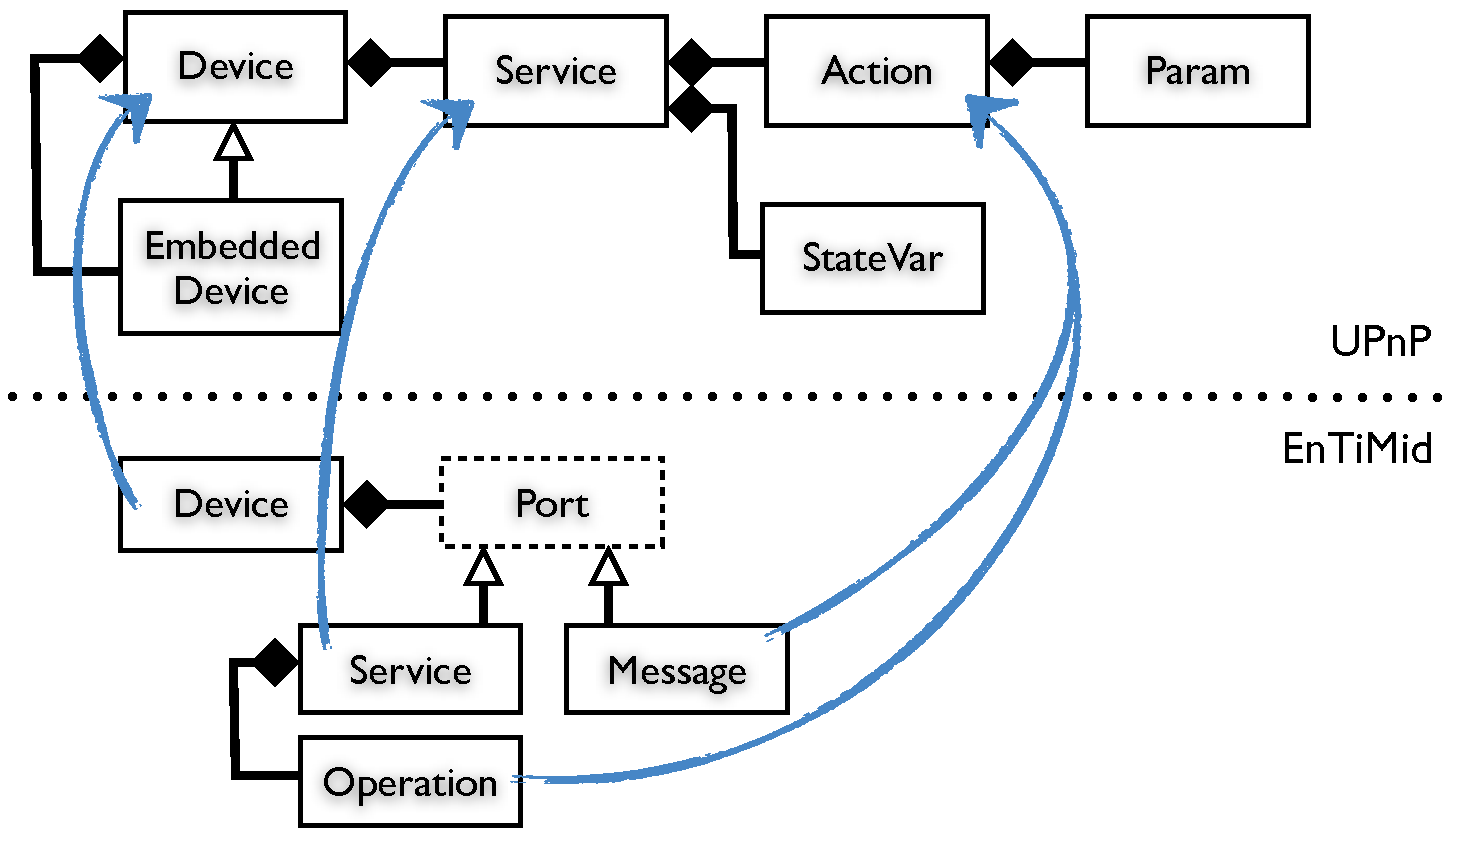 Device
Service
Action
Param
Embedded
Device
StateVar
UPnP
EnTiMid
Device
Port
Service
Message
Operation